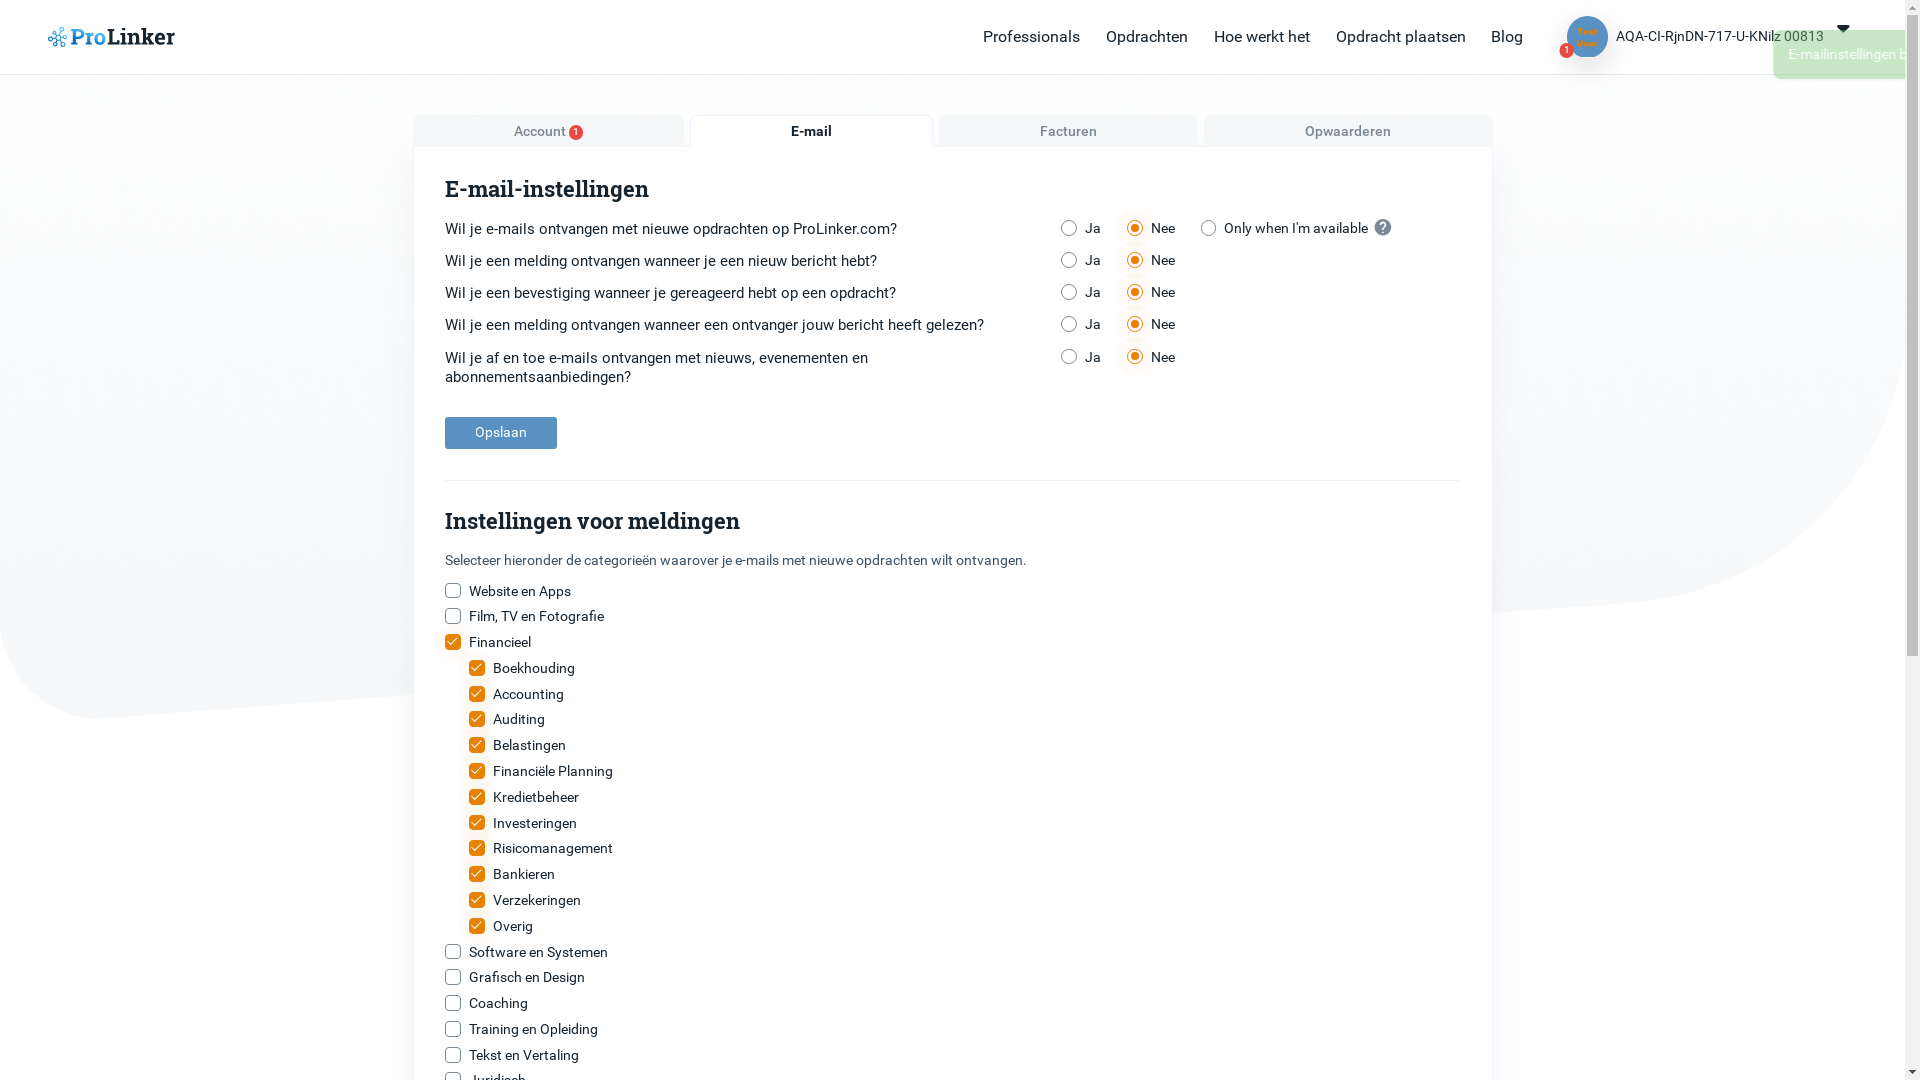 ProLinker
Professionals
Opdrachten
Hoe werkt het
Opdracht plaatsen
Blog
Test
User
1
AQA-CI-RjnDN-717-U-KNilz 00813
E-mailinstellingen
Account 1
E-mail
Facturen
Opwaarderen
E-mail-instellingen
Wil je e-mails ontvangen met nieuwe opdrachten op ProLinker.com?
Ja
Nee
Only when I'm available
?
Wil je een melding ontvangen wanneer je een nieuw bericht hebt?
Ja
Nee
Wil je een bevestiging wanneer je gereageerd hebt op een opdracht?
Ja
Nee
Wil je een melding ontvangen wanneer een ontvanger jouw bericht heeft gelezen?
Ja
Nee
Wil je af en toe e-mails ontvangen met nieuws, evenementen en
abonnementsaanbiedingen?
Ja
Nee
Opslaan
Instellingen voor meldingen
Selecteer hieronder de categorieën waarover je e-mails met nieuwe opdrachten wilt ontvangen.
Website en Apps
Film, TV en Fotografie
Financieel
Boekhouding
Accounting
Auditing
Belastingen
Financiële Planning
Kredietbeheer
Investeringen
Risicomanagement
Bankieren
Verzekeringen
Overig
Software en Systemen
Grafisch en Design
Coaching
Training en Opleiding
Tekst en Vertaling
Juridisch